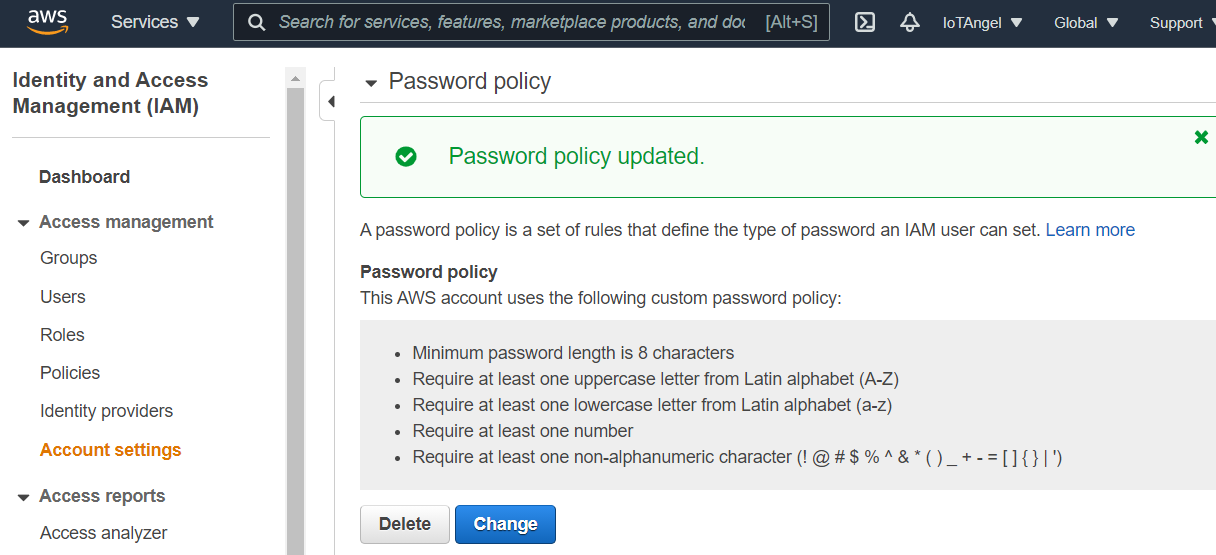 aws
Services
Search for services, features, marketplace products, and doc
[Alt+S]
IoTAngel
Global
Support
Identity and Access
Management (IAM)
Dashboard
Access management
Groups
Users
Roles
Policies
Identity providers
Account settings
Access reports
Access analyzer
Password policy
Password policy updated.
A password policy is a set of rules that define the type of password an IAM user can set. Learn more
Password policy
This AWS account uses the following custom password policy:
• Minimum password length is 8 characters
• Require at least one uppercase letter from Latin alphabet (A-Z)
• Require at least one lowercase letter from Latin alphabet (a-z)
• Require at least one number
• Require at least one non-alphanumeric character (! @ # $ % ^ & * ( ) _ + - = [ ] { } | ')
Delete
Change